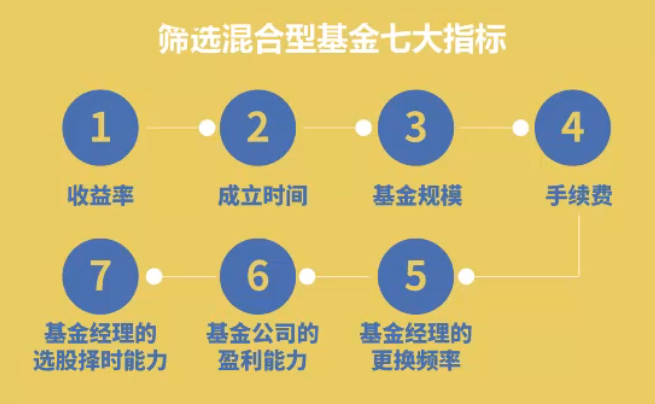 筛选混合型基金七大指标
1
2
3
4
收益率
成立时间
基金规模
手续费
5
基金经理的
更换频率
6
基金公司的
盈利能力
7
基金经理的
选股择时能力